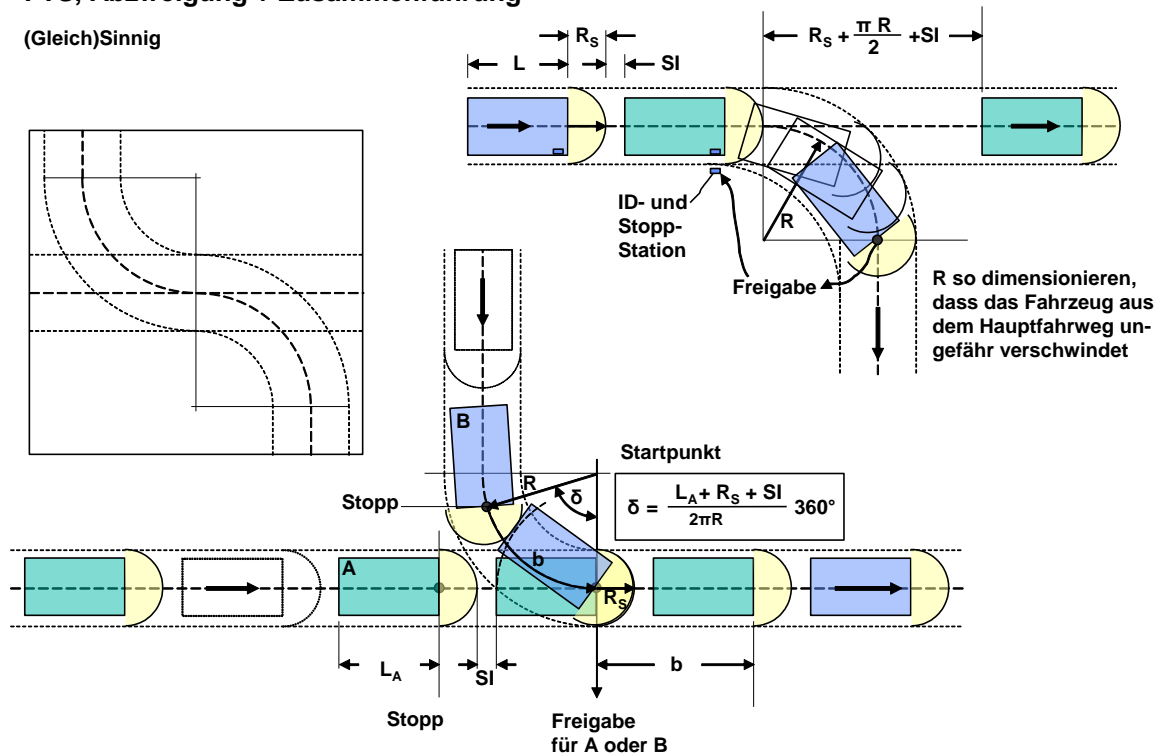 (Gleich)Sinnig
R_S
L
SI
R_S + π R / 2 + SI
ID- und
Stopp-
Station
R
Freigabe
R so dimensionieren,
dass das Fahrzeug aus
dem Hauptfahrweg un-
gefähr verschwindet
B
Startpunkt
R
δ
δ = L_A + R_S + SI / 2πR 360°
Stopp
b
A
R_S
L_A
SI
b
Stopp
Freigabe
für A oder B